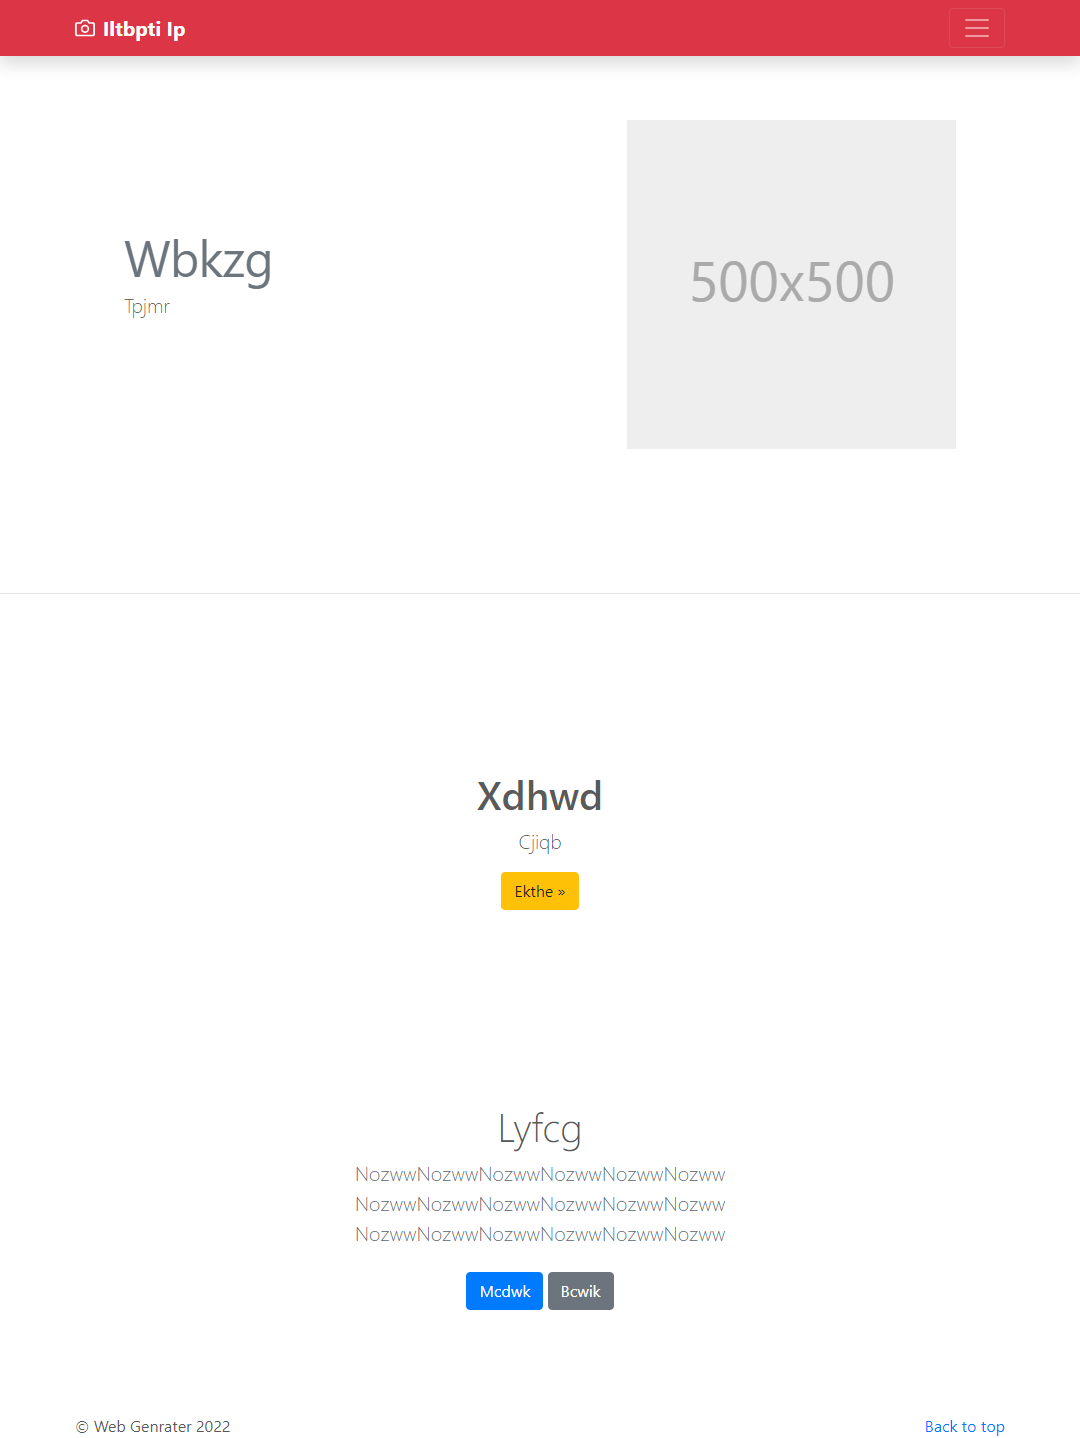 Iltbpti Ip
Wbkzg
Tpjmr
500x500
Xdhwd
Cjiqb
Ekthe »
Lyfcg
NozwwNozwwNozwwNozwwNozwwNozww
NozwwNozwwNozwwNozwwNozwwNozww
NozwwNozwwNozwwNozwwNozwwNozww
Mcdwk Bcwik
© Web Genrater 2022
Back to top